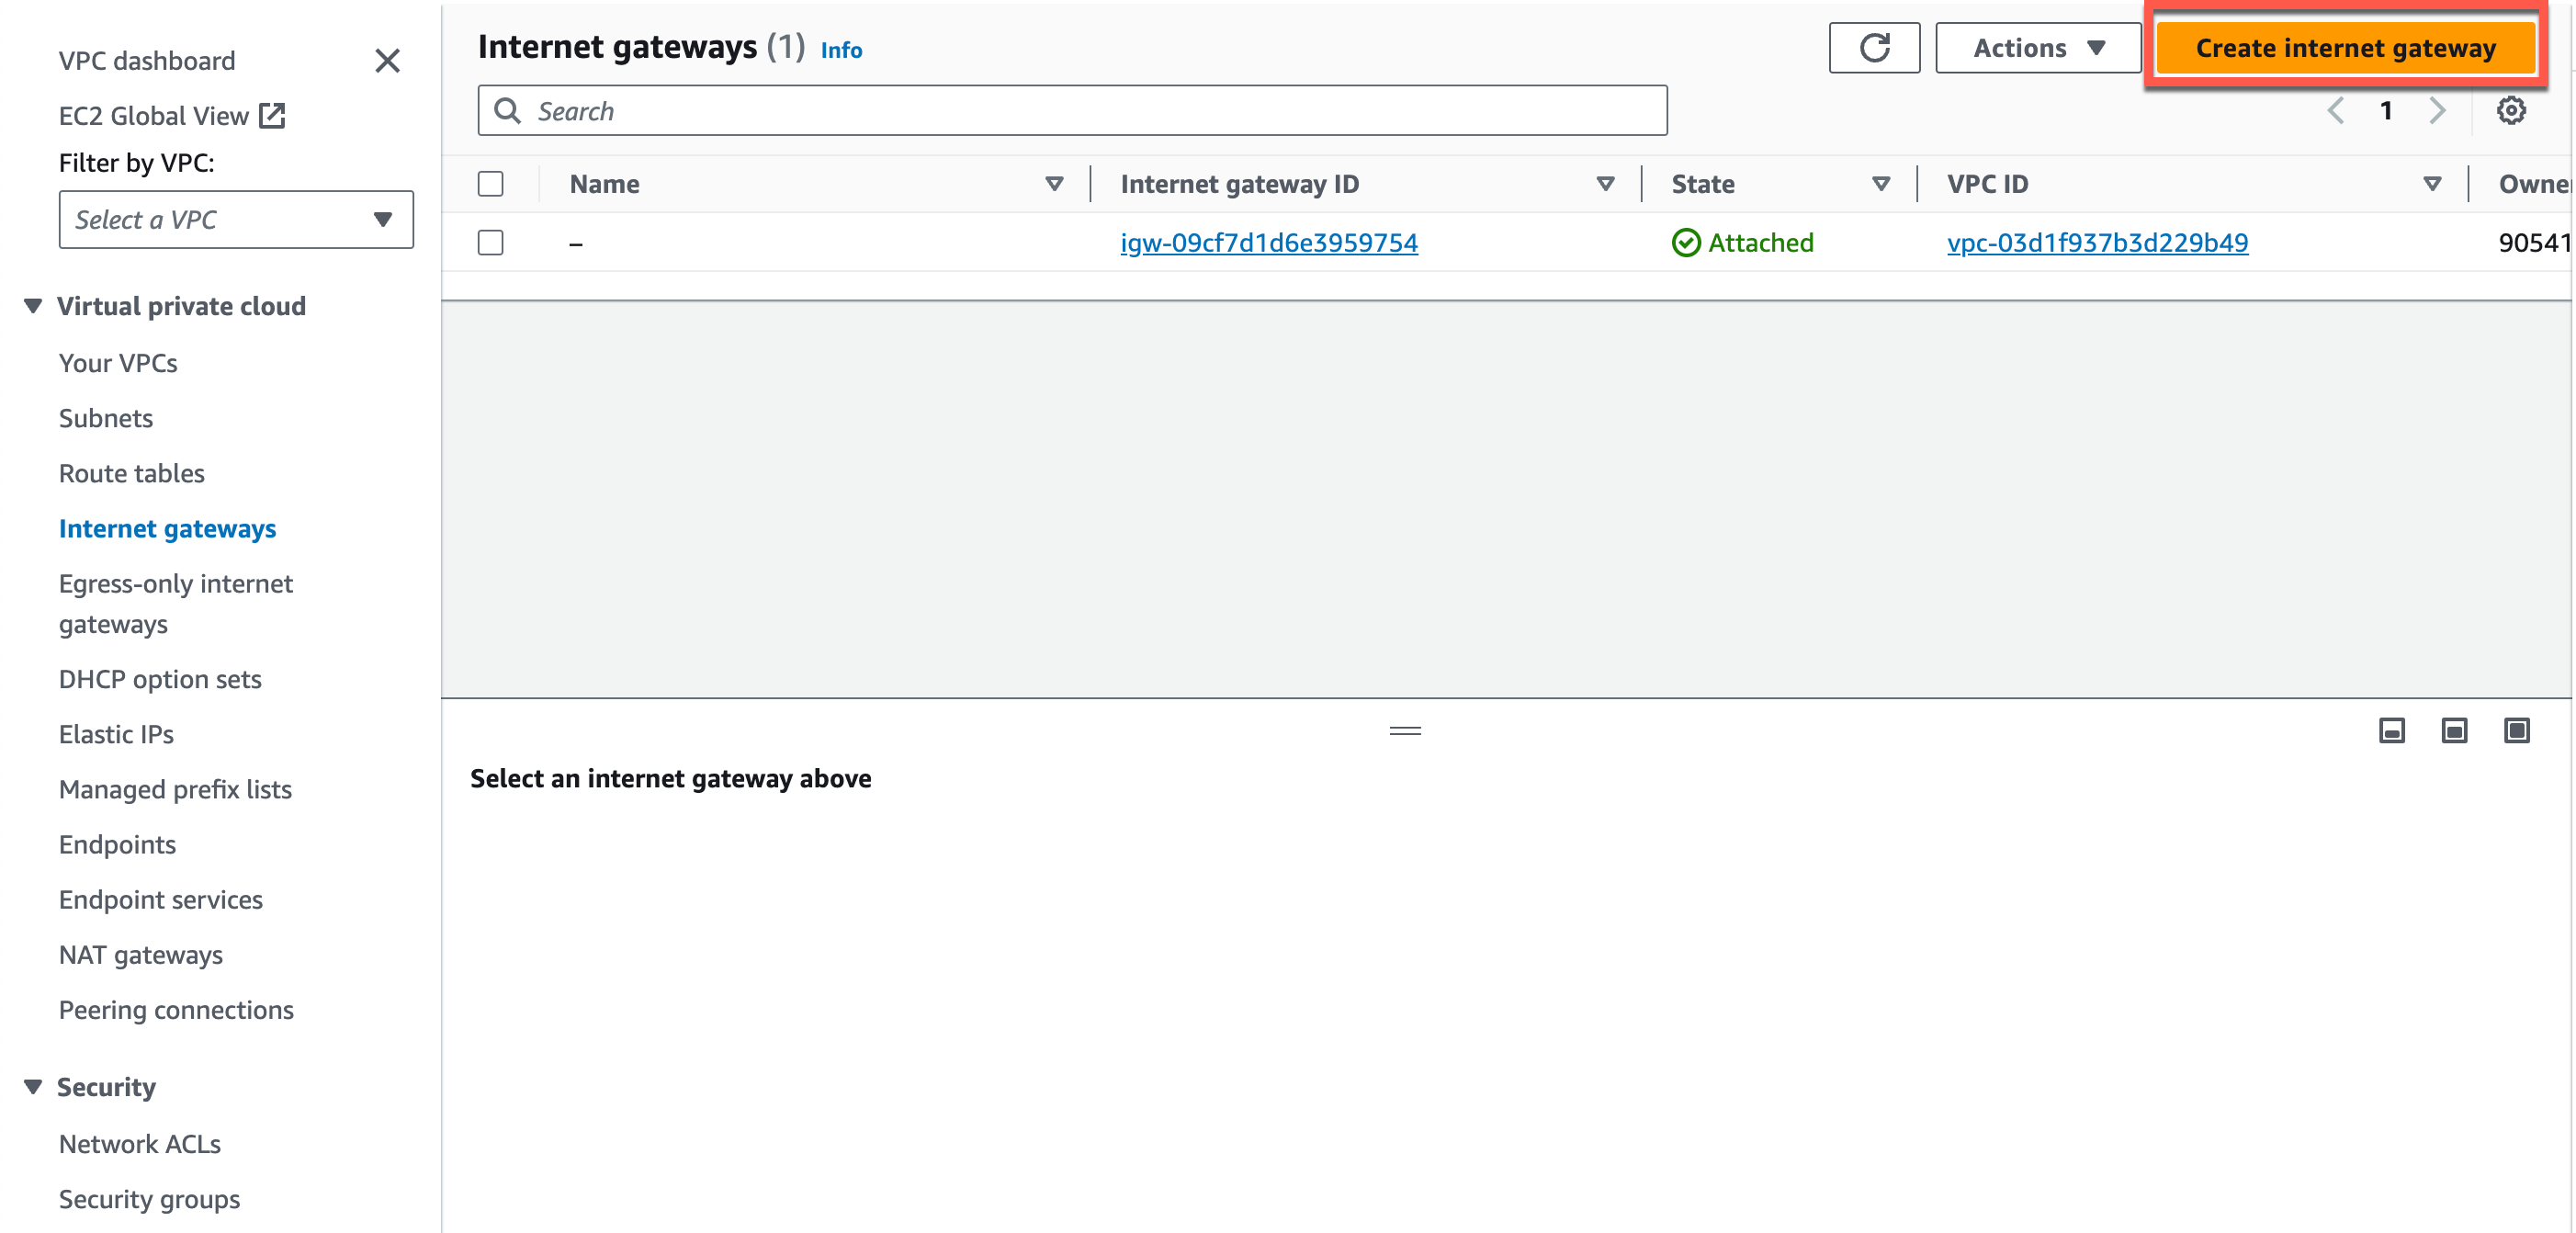 VPC dashboard
EC2 Global View
Filter by VPC:
Select a VPC
Virtual private cloud
Your VPCs
Subnets
Route tables
Internet gateways
Egress-only internet
gateways
DHCP option sets
Elastic IPs
Managed prefix lists
Endpoints
Endpoint services
NAT gateways
Peering connections
Security
Network ACLs
Security groups
Internet gateways (1) Info
Actions
Create internet gateway
Search
1
Name Internet gateway ID State VPC ID Owne
– igw-09cf7d1d6e3959754 Attached vpc-03d1f937b3d229b49 90541
Select an internet gateway above